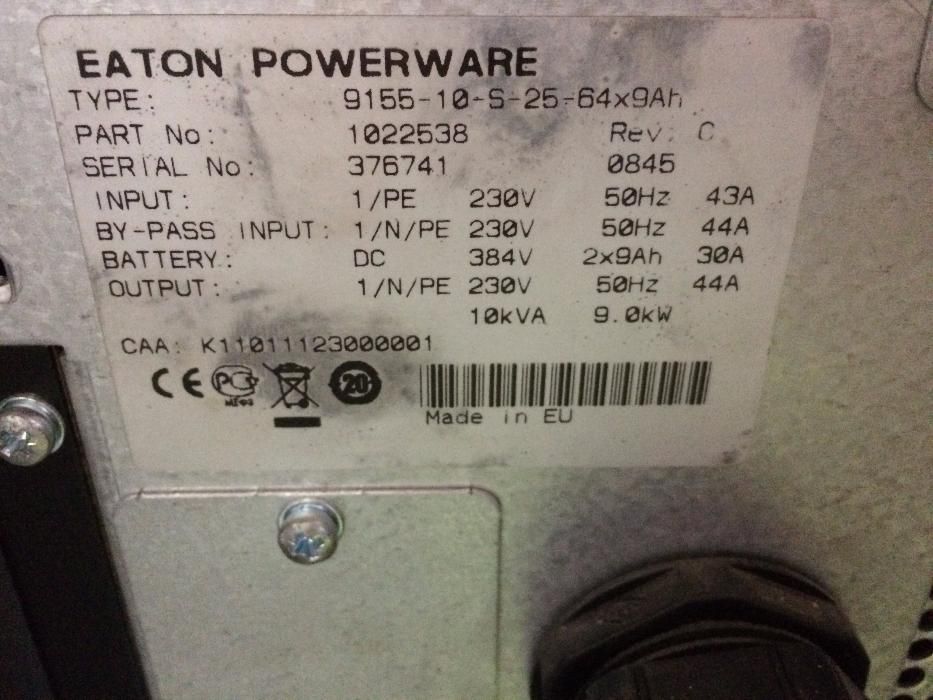 EATON POWERWARE
TYPE: 9155-10-S-25-64x9Ah
PART No: 1022538 Rev: C
SERIAL No: 376741 0845
INPUT: 1/PE 230V 50Hz 43A
BY-PASS INPUT: 1/N/PE 230V 50Hz 44A
BATTERY: DC 384V 2x9Ah 30A
OUTPUT: 1/N/PE 230V 50Hz 44A
10kVA 9.0kW
CAA: K11011123000001
CE PG 20
Made in EU